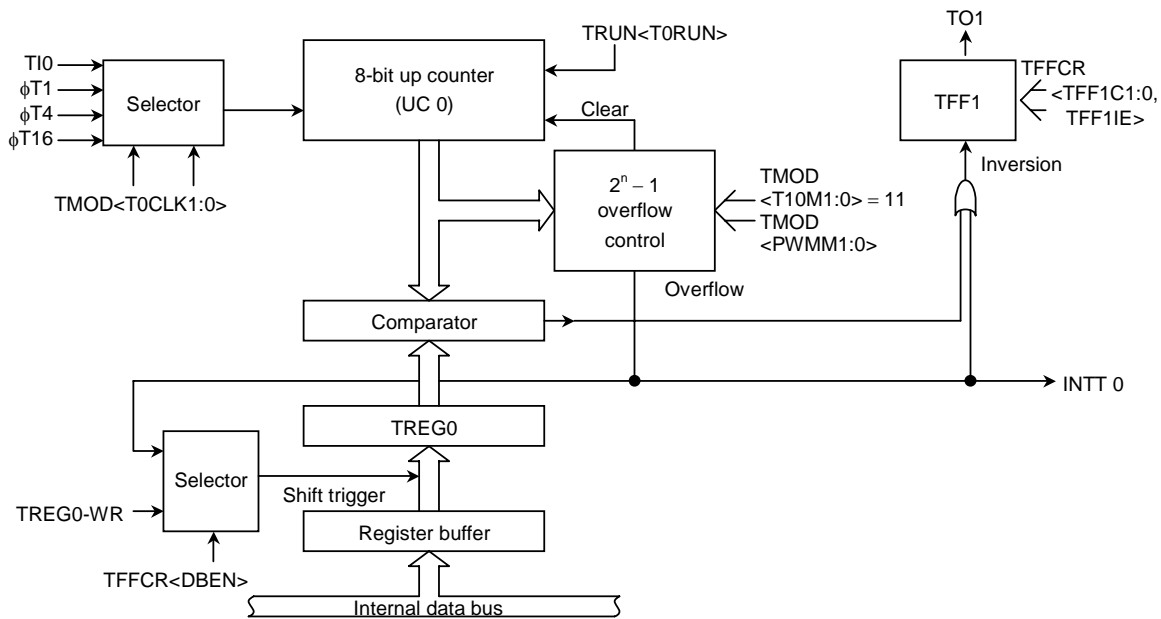 TO1
TRUN<T0RUN>
TI0
ϕT1
ϕT4
ϕT16
Selector
8-bit up counter
(UC 0)
TFF1
TFFCR
<TFF1C1:0,
TFF1IE>
Clear
Inversion
TMOD<T0CLK1:0>
2ⁿ – 1
overflow
control
TMOD
<T10M1:0> = 11
TMOD
<PWMM1:0>
Overflow
Comparator
INTT 0
TREG0
Selector
Shift trigger
TREG0-WR
Register buffer
TFFCR<DBEN>
Internal data bus